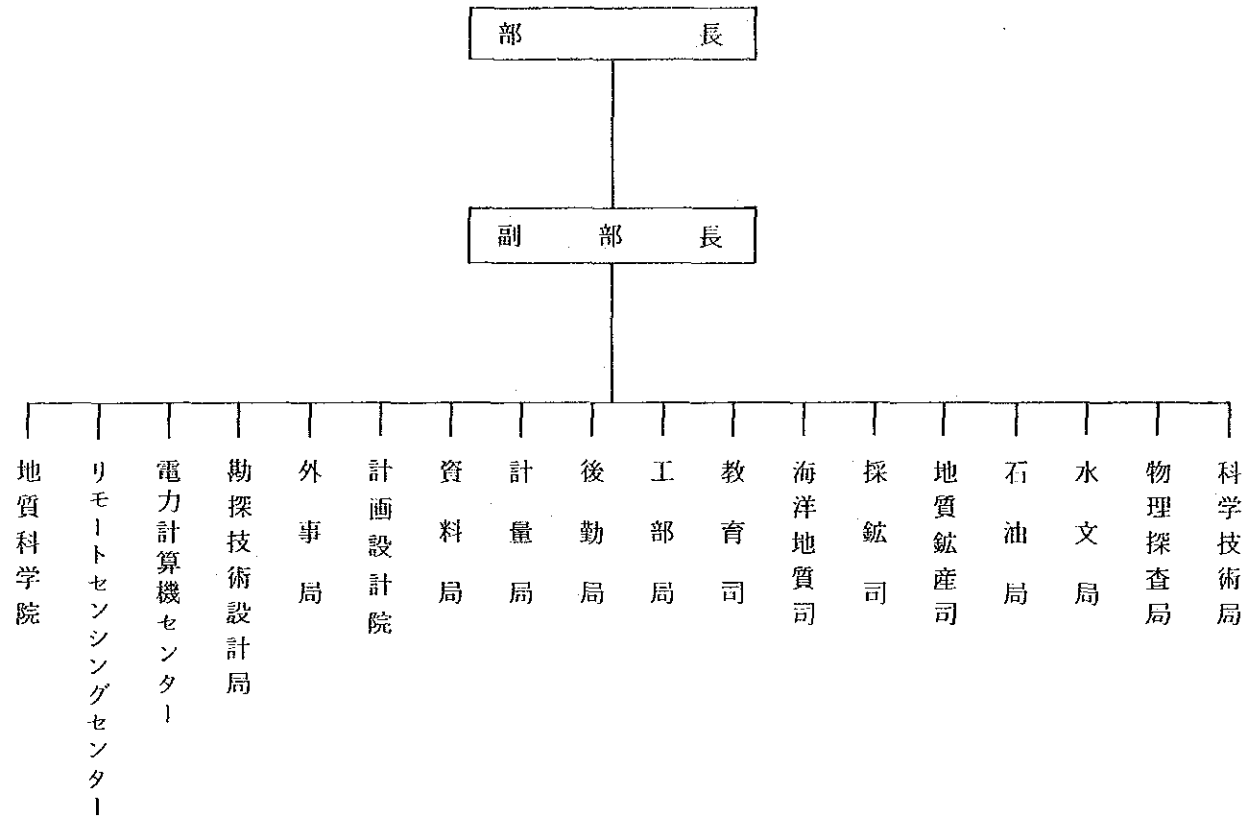 部長
副部長
科学技術局
物理探査局
水文局
石油局
地質鉱産司
採鉱司
海洋地質司
教育司
工部局
後勤局
計量局
資料局
計画設計院
外事局
勘探技術設計局
電力計算機センター
リモートセンシングセンター
地質科学院